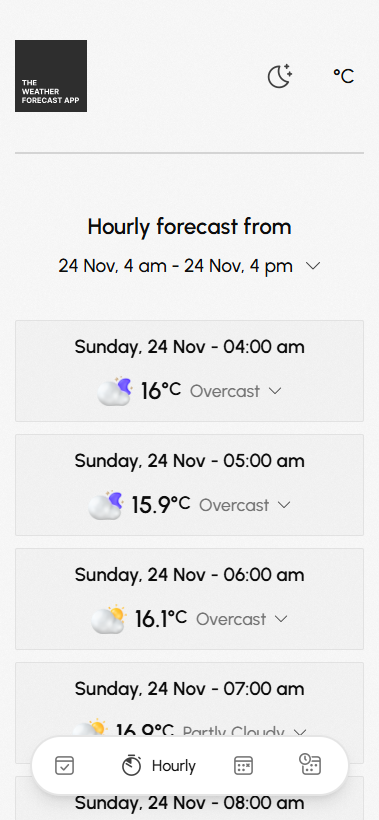 THE
WEATHER
FORECAST APP
°C
Hourly forecast from
24 Nov, 4 am - 24 Nov, 4 pm
Sunday, 24 Nov - 04:00 am
16°C Overcast
Sunday, 24 Nov - 05:00 am
15.9°C Overcast
Sunday, 24 Nov - 06:00 am
16.1°C Overcast
Sunday, 24 Nov - 07:00 am
16.9°C Partly Cloudy
Hourly
Sunday, 24 Nov - 08:00 am